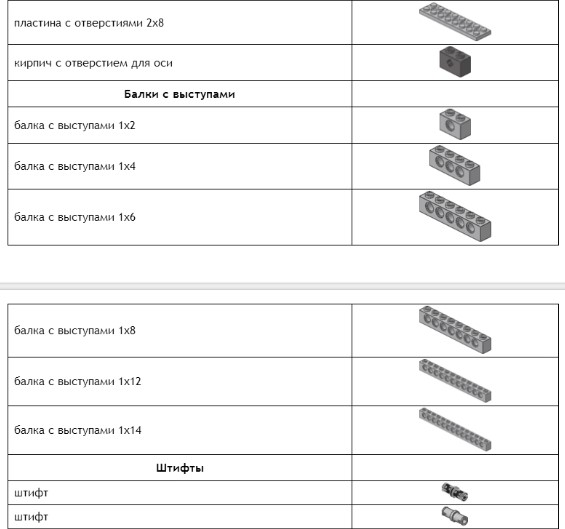 пластина с отверстиями 2х8
кирпич с отверстием для оси
Балки с выступами
балка с выступами 1х2
балка с выступами 1х4
балка с выступами 1х6
балка с выступами 1х8
балка с выступами 1х12
балка с выступами 1х14
Штифты
штифт
штифт